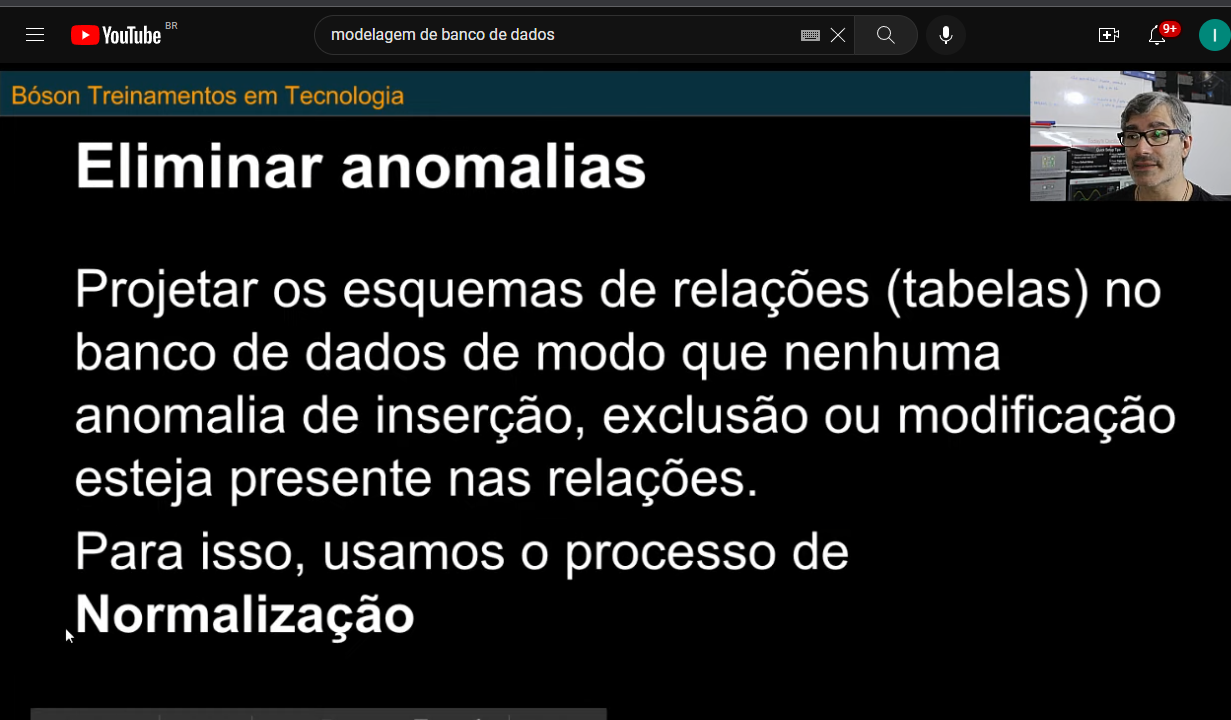 YouTube BR
modelagem de banco de dados
9+
I
Bóson Treinamentos em Tecnologia
Eliminar anomalias
Projetar os esquemas de relações (tabelas) no
banco de dados de modo que nenhuma
anomalia de inserção, exclusão ou modificação
esteja presente nas relações.
Para isso, usamos o processo de
Normalização